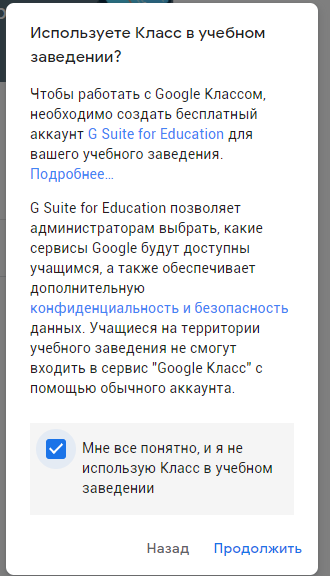 Используете Класс в учебном
заведении?
Чтобы работать с Google Классом,
необходимо создать бесплатный
аккаунт G Suite for Education для
вашего учебного заведения.
Подробнее…
G Suite for Education позволяет
администраторам выбрать, какие
сервисы Google будут доступны
учащимся, а также обеспечивает
дополнительную
конфиденциальность и безопасность
данных. Учащиеся на территории
учебного заведения не смогут
входить в сервис "Google Класс" с
помощью обычного аккаунта.
Мне все понятно, и я не
использую Класс в учебном
заведении
Назад Продолжить